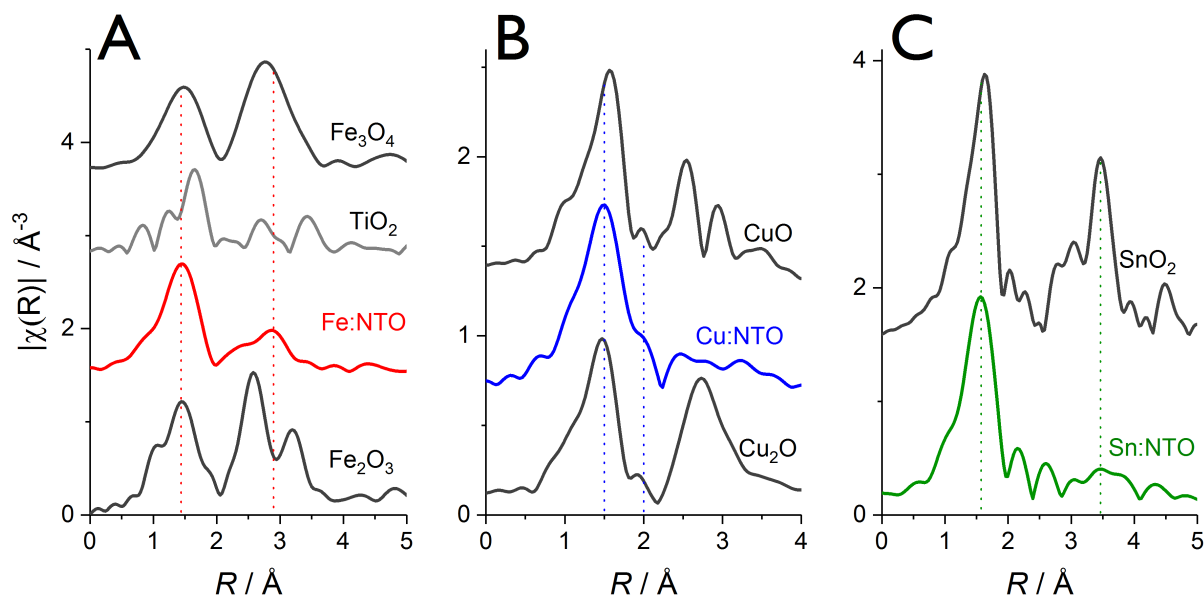 A
B
C
|χ(R)| / Å⁻³
4
2
0
Fe₃O₄
TiO₂
Fe:NTO
Fe₂O₃
0 1 2 3 4 5
R / Å
2
1
0
CuO
Cu:NTO
Cu₂O
0 1 2 3 4
R / Å
4
2
0
SnO₂
Sn:NTO
0 1 2 3 4 5
R / Å